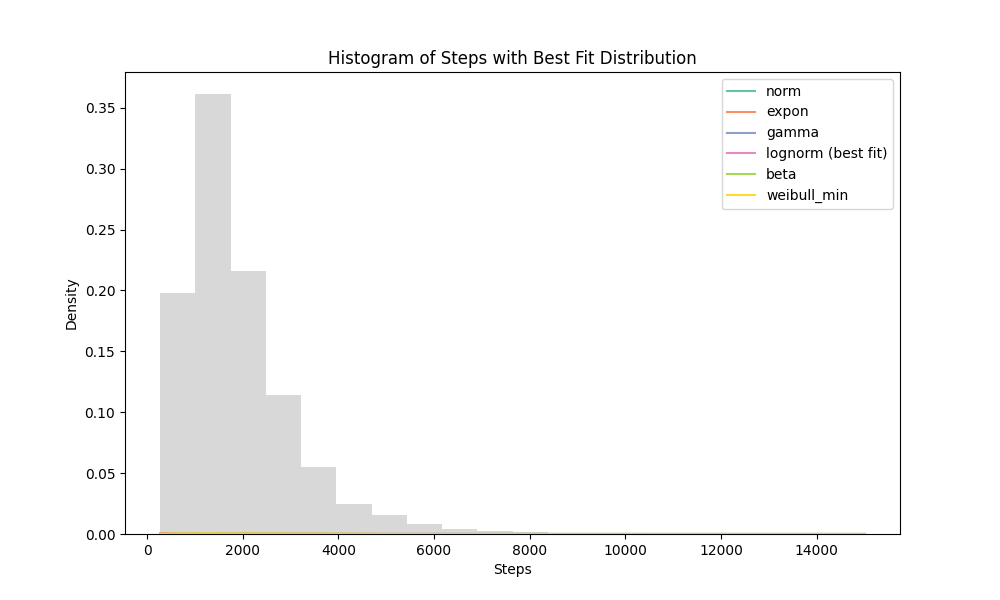 Histogram of Steps with Best Fit Distribution
norm
expon
gamma
lognorm (best fit)
beta
weibull_min
Density
0.35
0.30
0.25
0.20
0.15
0.10
0.05
0.00
0 2000 4000 6000 8000 10000 12000 14000
Steps